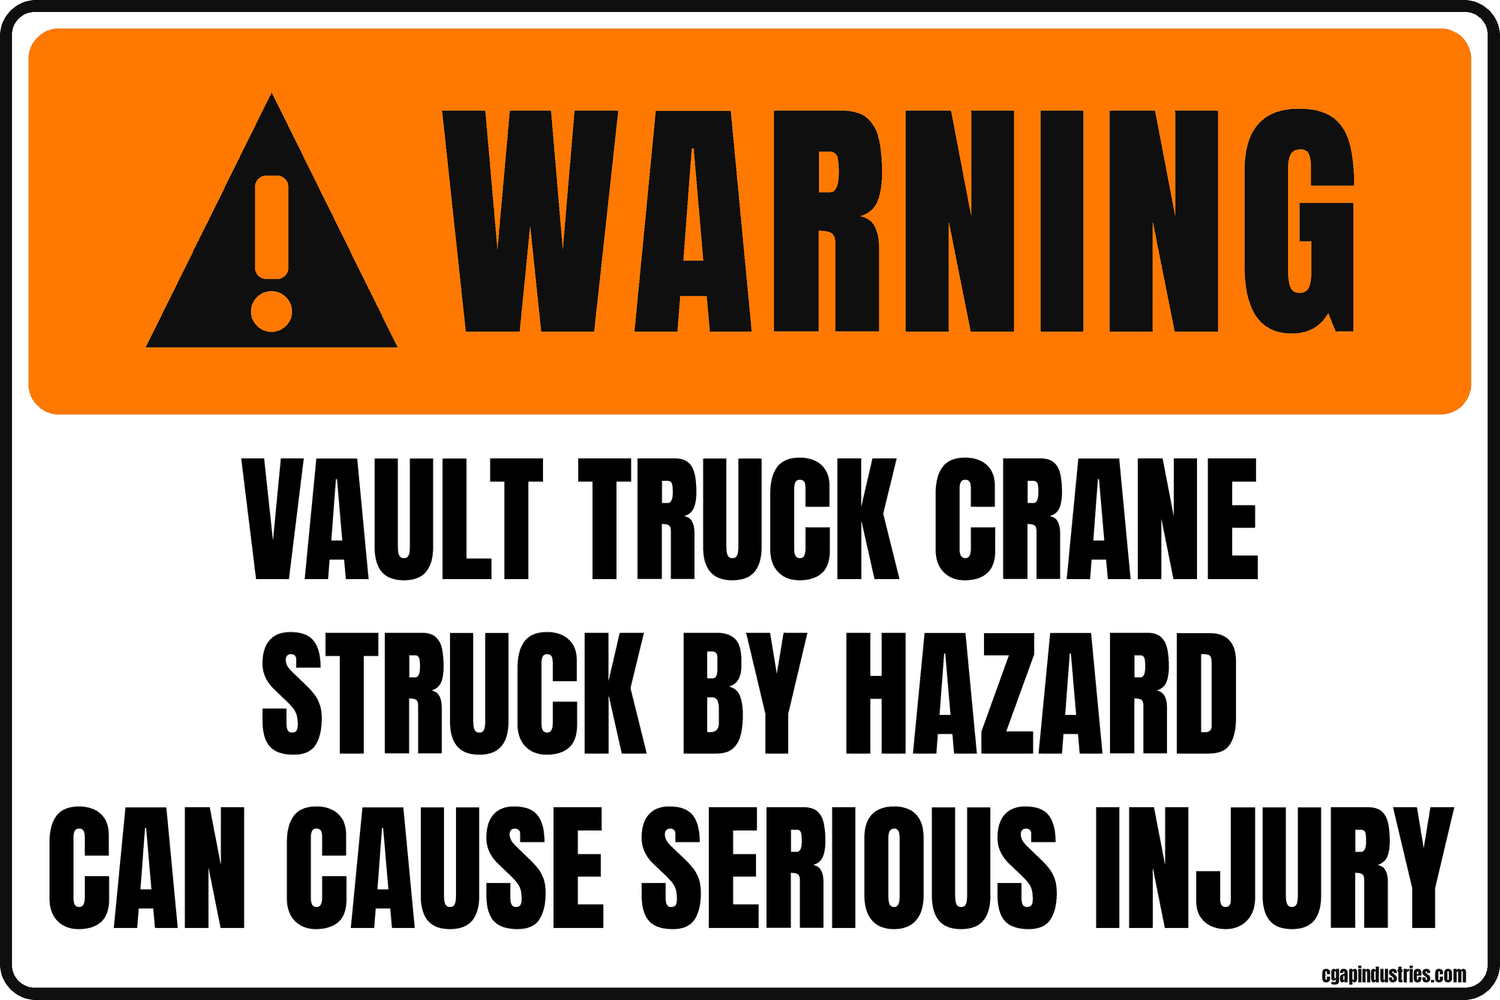 WARNING
VAULT TRUCK CRANE
STRUCK BY HAZARD
CAN CAUSE SERIOUS INJURY
cgapindustries.com